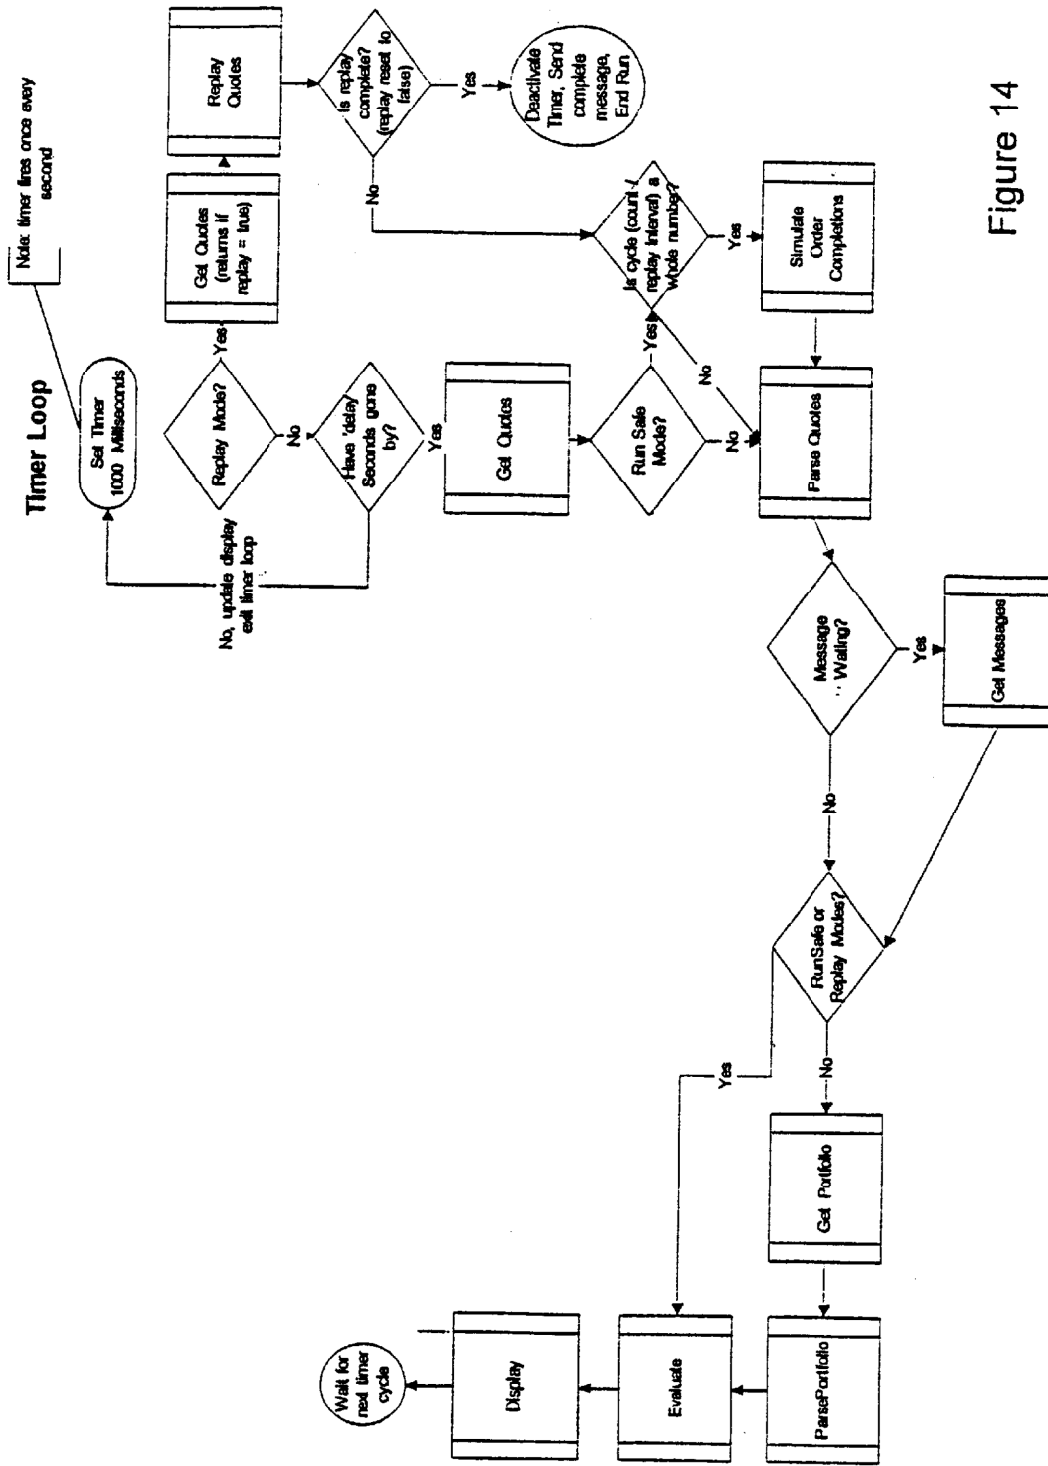 Timer Loop
Note: timer fires once every
second
Set Timer
1000 Milliseconds
Replay Mode?
Yes
Get Quotes
(returns if
replay = true)
Replay
Quotes
Is replay
complete?
(replay reset to
false)
Yes
Deactivate
Timer, Send
complete
message,
End Run
No
No
Have 'delay
Seconds gone
by?
No, update display
exit timer loop
Yes
Get Quotes
Run Safe
Mode?
Yes
No
Is cycle (count /
replay interval) a
whole number?
Yes
No
Simulate
Order
Completions
Parse Quotes
Message
Waiting?
Yes
Get Messages
No
RunSafe or
Replay Modes?
Yes
No
Get Portfolio
ParsePortfolio
Evaluate
Display
Wait for
next timer
cycle
Figure 14